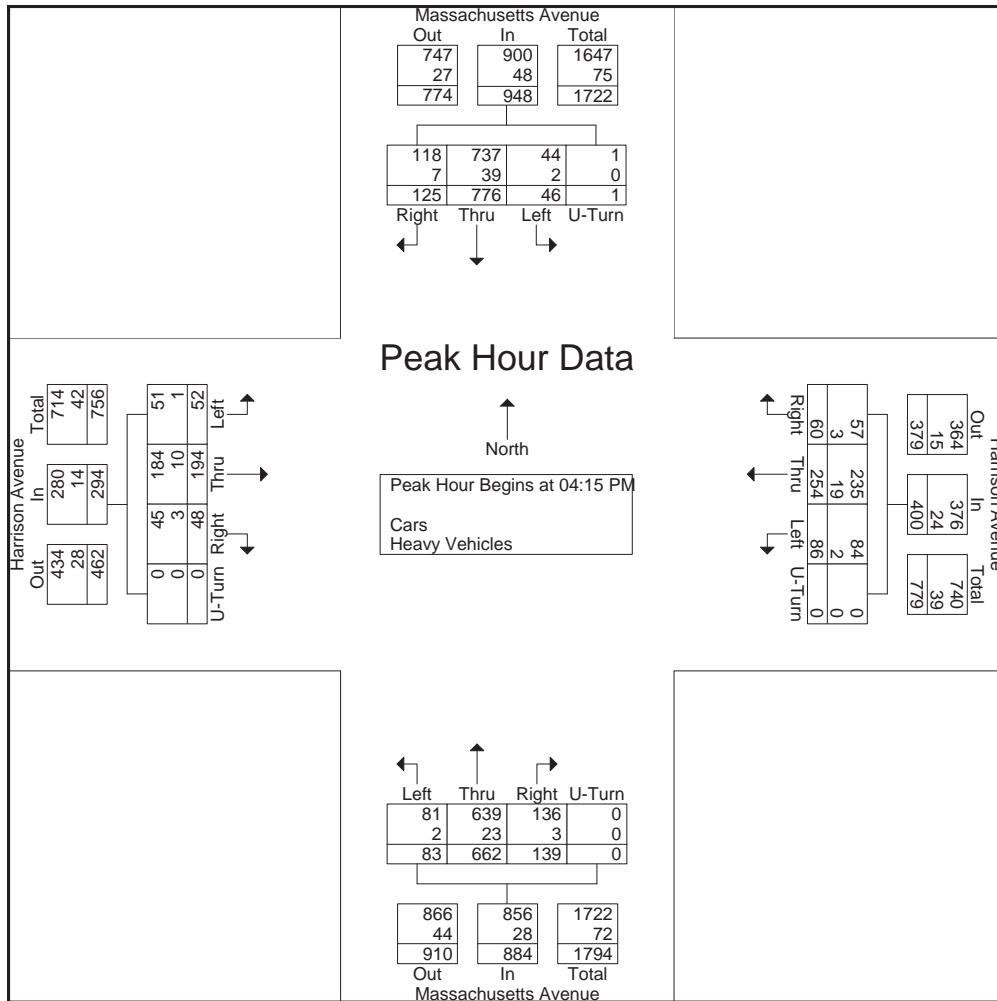 Massachusetts Avenue
Out In Total
747 900 1647
27 48 75
774 948 1722
118 737 44 1
7 39 2 0
125 776 46 1
Right Thru Left U-Turn
Peak Hour Data
North
Peak Hour Begins at 04:15 PM
Cars
Heavy Vehicles
Harrison Avenue
Out In Total
434 280 714
28 14 42
462 294 756
U-Turn Right Thru Left
0 45 184 51
0 3 10 1
0 48 194 52
Right Thru Left U-Turn
57 235 84 0
3 19 2 0
60 254 86 0
Harrison Avenue
Out In Total
364 376 740
15 24 39
379 400 779
Left Thru Right U-Turn
81 639 136 0
2 23 3 0
83 662 139 0
866 856 1722
44 28 72
910 884 1794
Out In Total
Massachusetts Avenue